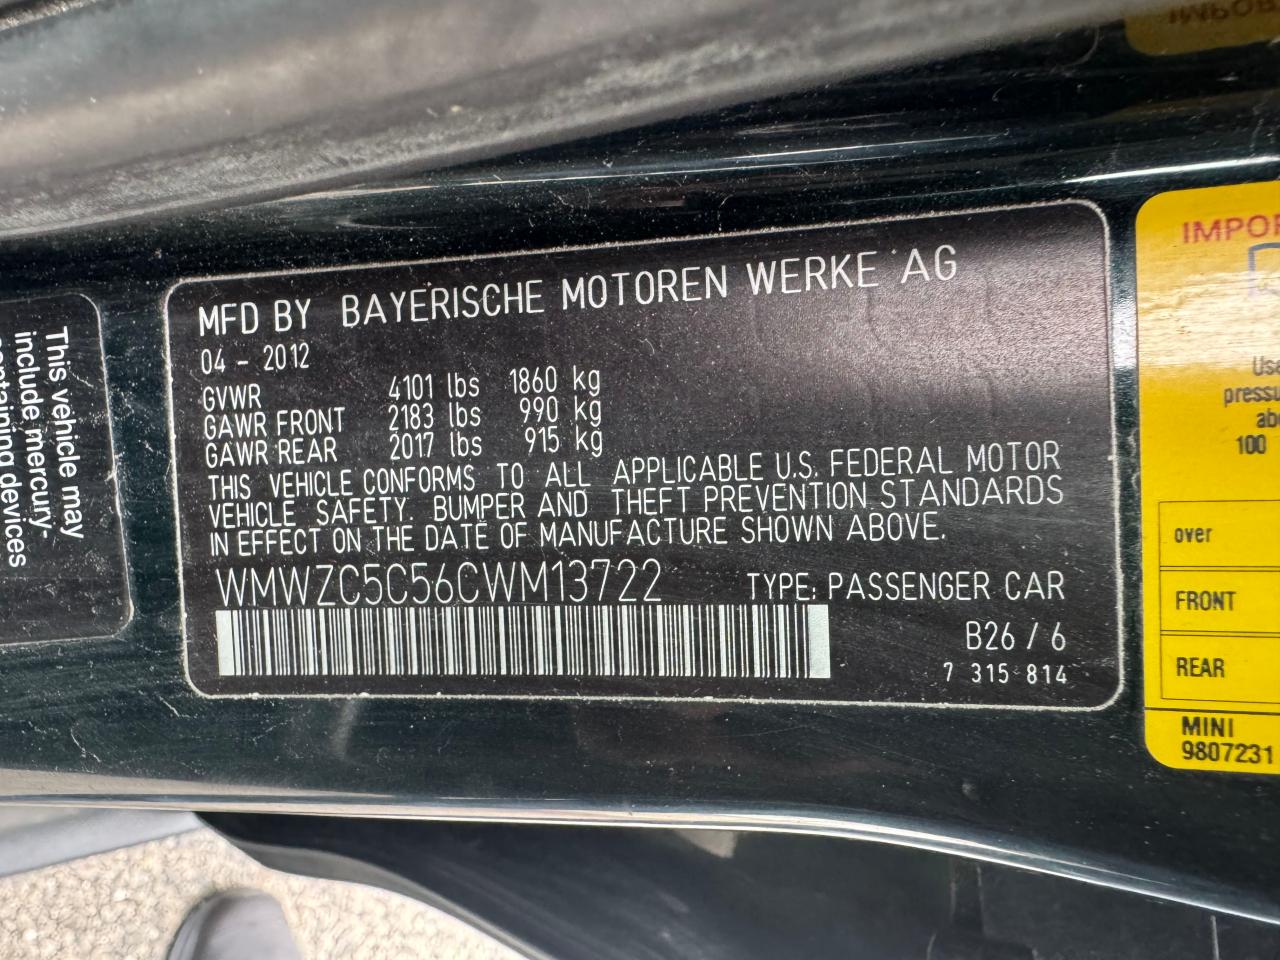 This vehicle may
include mercury-
containing devices
MFD BY BAYERISCHE MOTOREN WERKE AG
04 - 2012
GVWR 4101 lbs 1860 kg
GAWR FRONT 2183 lbs 990 kg
GAWR REAR 2017 lbs 915 kg
THIS VEHICLE CONFORMS TO ALL APPLICABLE U.S. FEDERAL MOTOR
VEHICLE SAFETY, BUMPER AND THEFT PREVENTION STANDARDS
IN EFFECT ON THE DATE OF MANUFACTURE SHOWN ABOVE.
WMWZC5C56CWM13722 TYPE: PASSENGER CAR
B26 / 6
7 315 814
100
over
FRONT
REAR
MINI
9807231